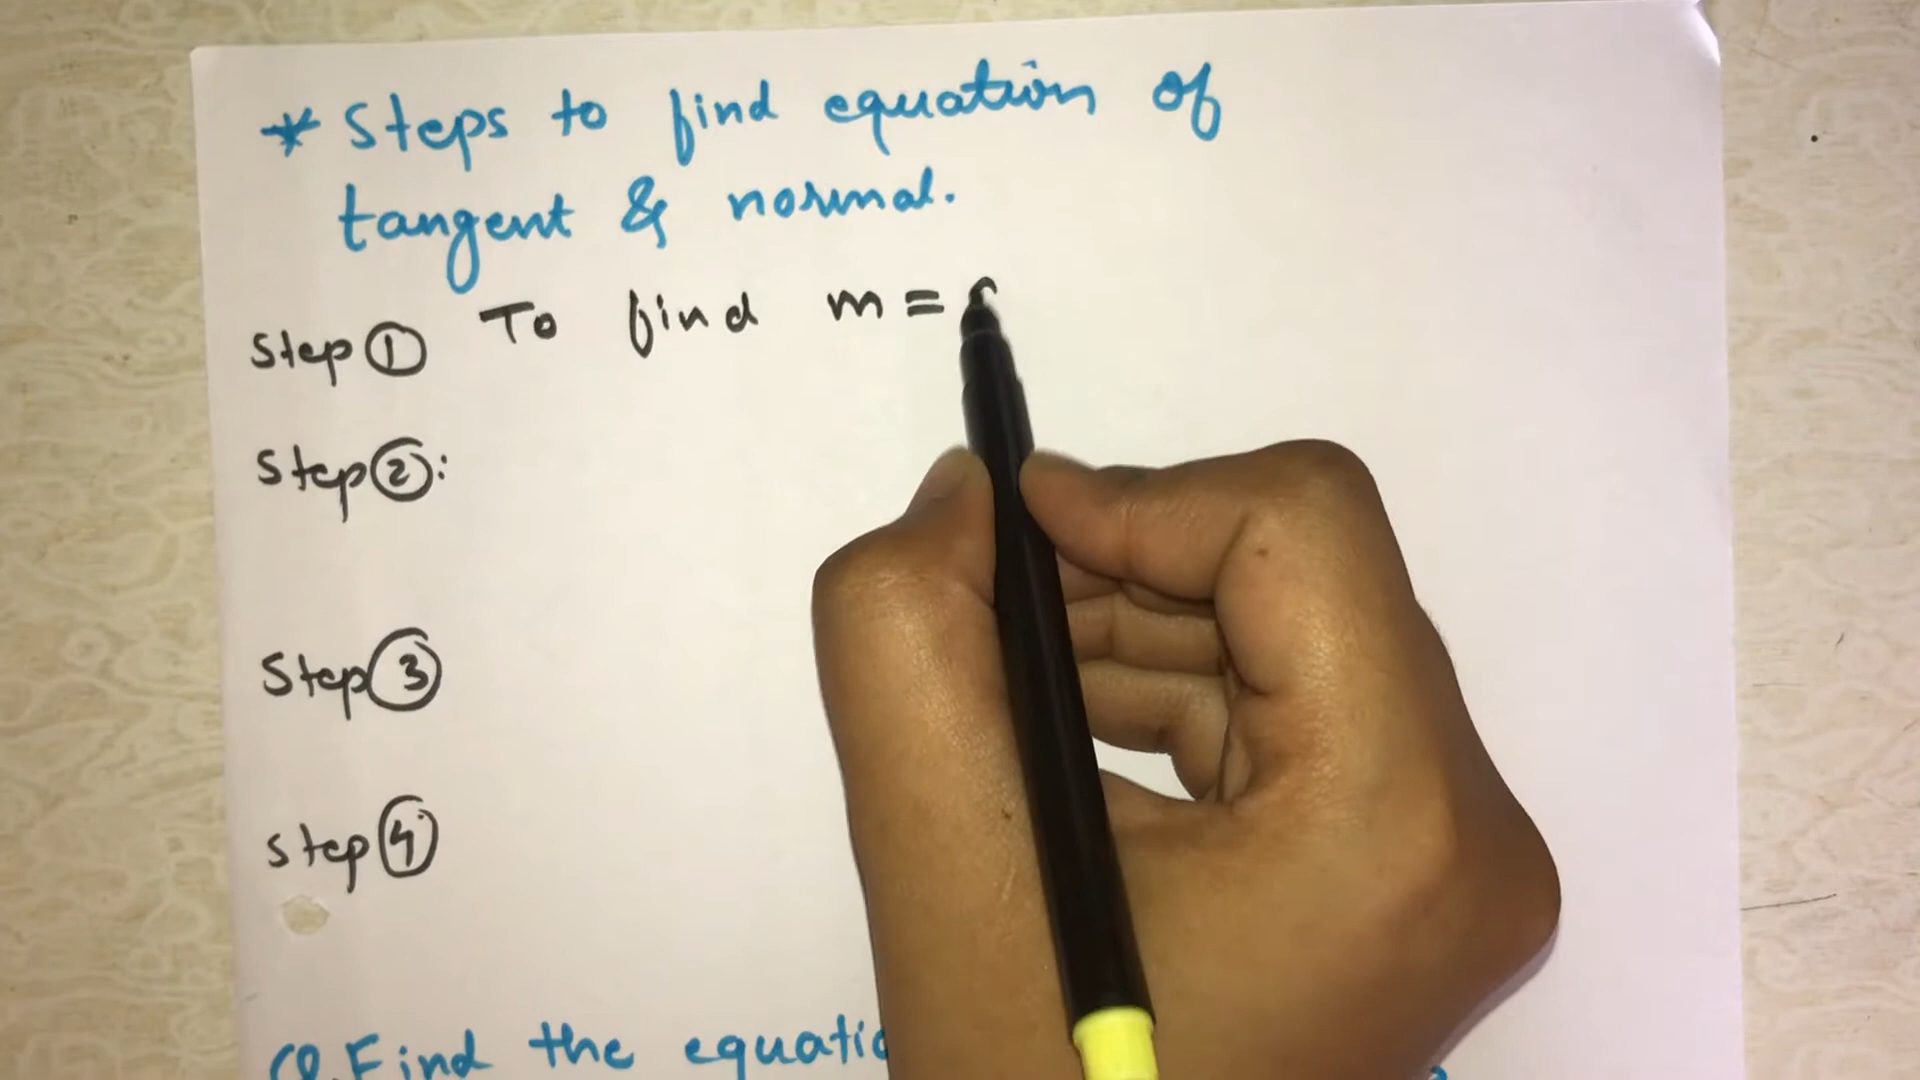 * Steps to find equation of
tangent & normal.
Step ① To find m =
Step ②:
Step ③
Step ④
Q. Find the